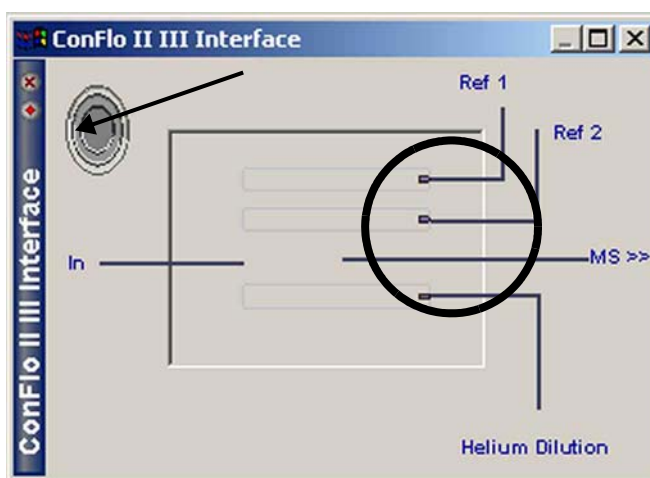 ConFlo II III Interface
ConFlo II III Interface
Ref 1
Ref 2
In
MS >>
Helium Dilution